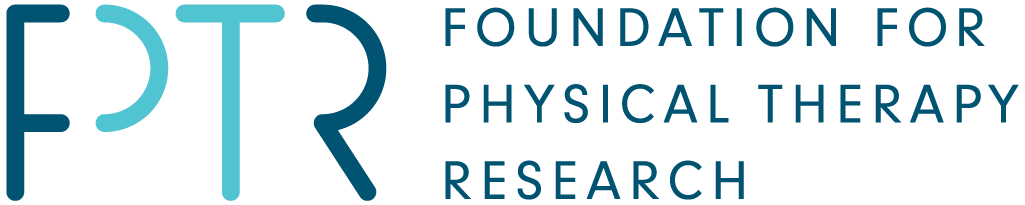 FPTR
FOUNDATION FOR
PHYSICAL THERAPY
RESEARCH